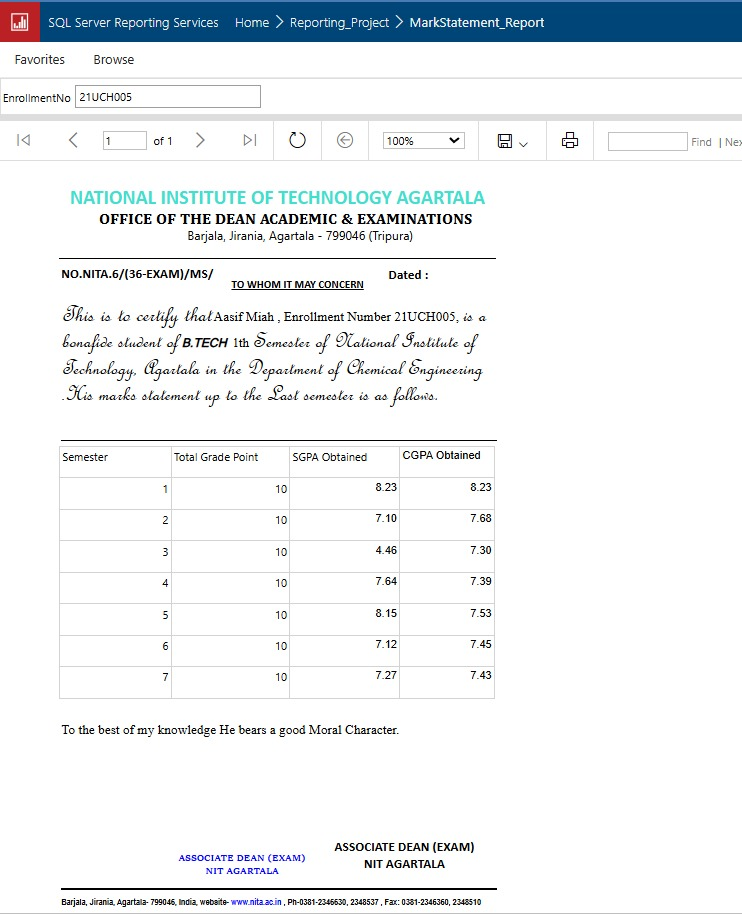 SQL Server Reporting Services Home > Reporting_Project > MarkStatement_Report
Favorites Browse
EnrollmentNo 21UCH005
1 of 1 100% Find | Nex
NATIONAL INSTITUTE OF TECHNOLOGY AGARTALA
OFFICE OF THE DEAN ACADEMIC & EXAMINATIONS
Barjala, Jirania, Agartala - 799046 (Tripura)
NO.NITA.6/(36-EXAM)/MS/ Dated :
TO WHOM IT MAY CONCERN
This is to certify that Aasif Miah , Enrollment Number 21UCH005, is a
bonafide student of B.TECH 1th Semester of National Institute of
Technology, Agartala in the Department of Chemical Engineering
.His marks statement up to the Last semester is as follows.
Semester Total Grade Point SGPA Obtained CGPA Obtained
1 10 8.23 8.23
2 10 7.10 7.68
3 10 4.46 7.30
4 10 7.64 7.39
5 10 8.15 7.53
6 10 7.12 7.45
7 10 7.27 7.43
To the best of my knowledge He bears a good Moral Character.
ASSOCIATE DEAN (EXAM)
NIT AGARTALA
ASSOCIATE DEAN (EXAM)
NIT AGARTALA
Barjala, Jirania, Agartala- 799046, India, website- www.nita.ac.in , Ph-0381-2346630, 2348537 , Fax: 0381-2346360, 2348510